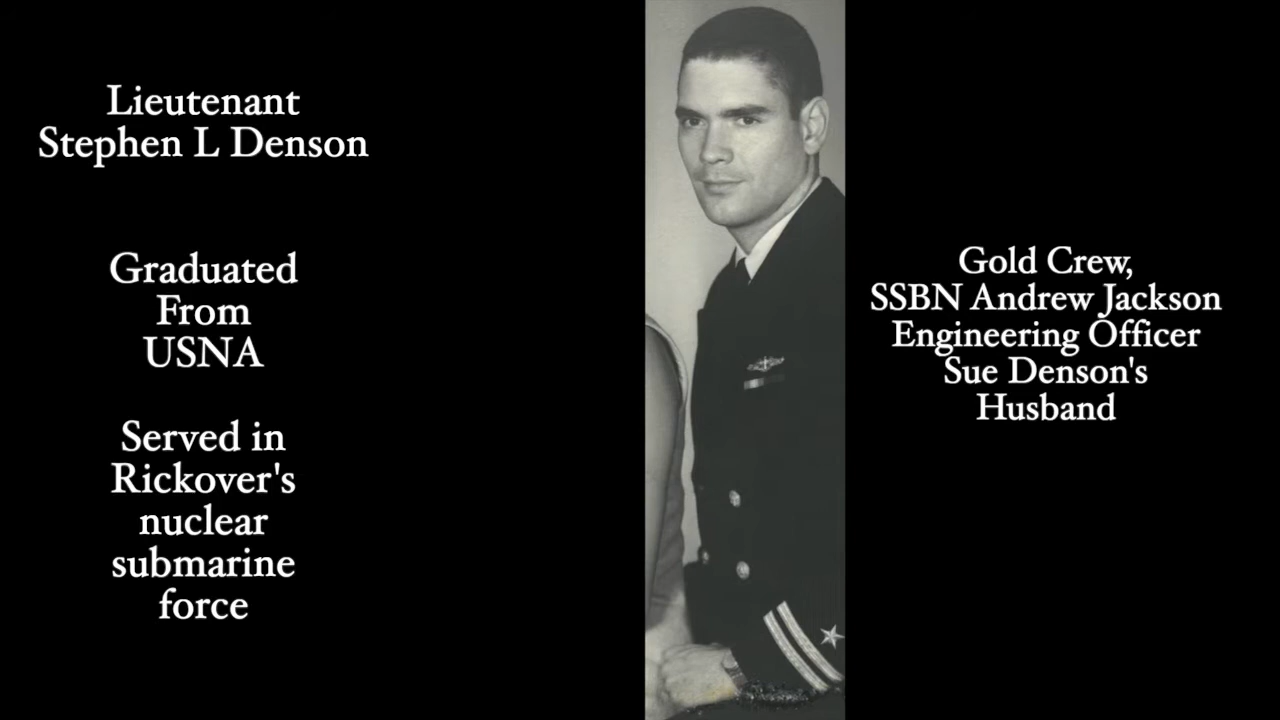 Lieutenant
Stephen L Denson
Graduated
From
USNA
Served in
Rickover's
nuclear
submarine
force
Gold Crew,
SSBN Andrew Jackson
Engineering Officer
Sue Denson's
Husband